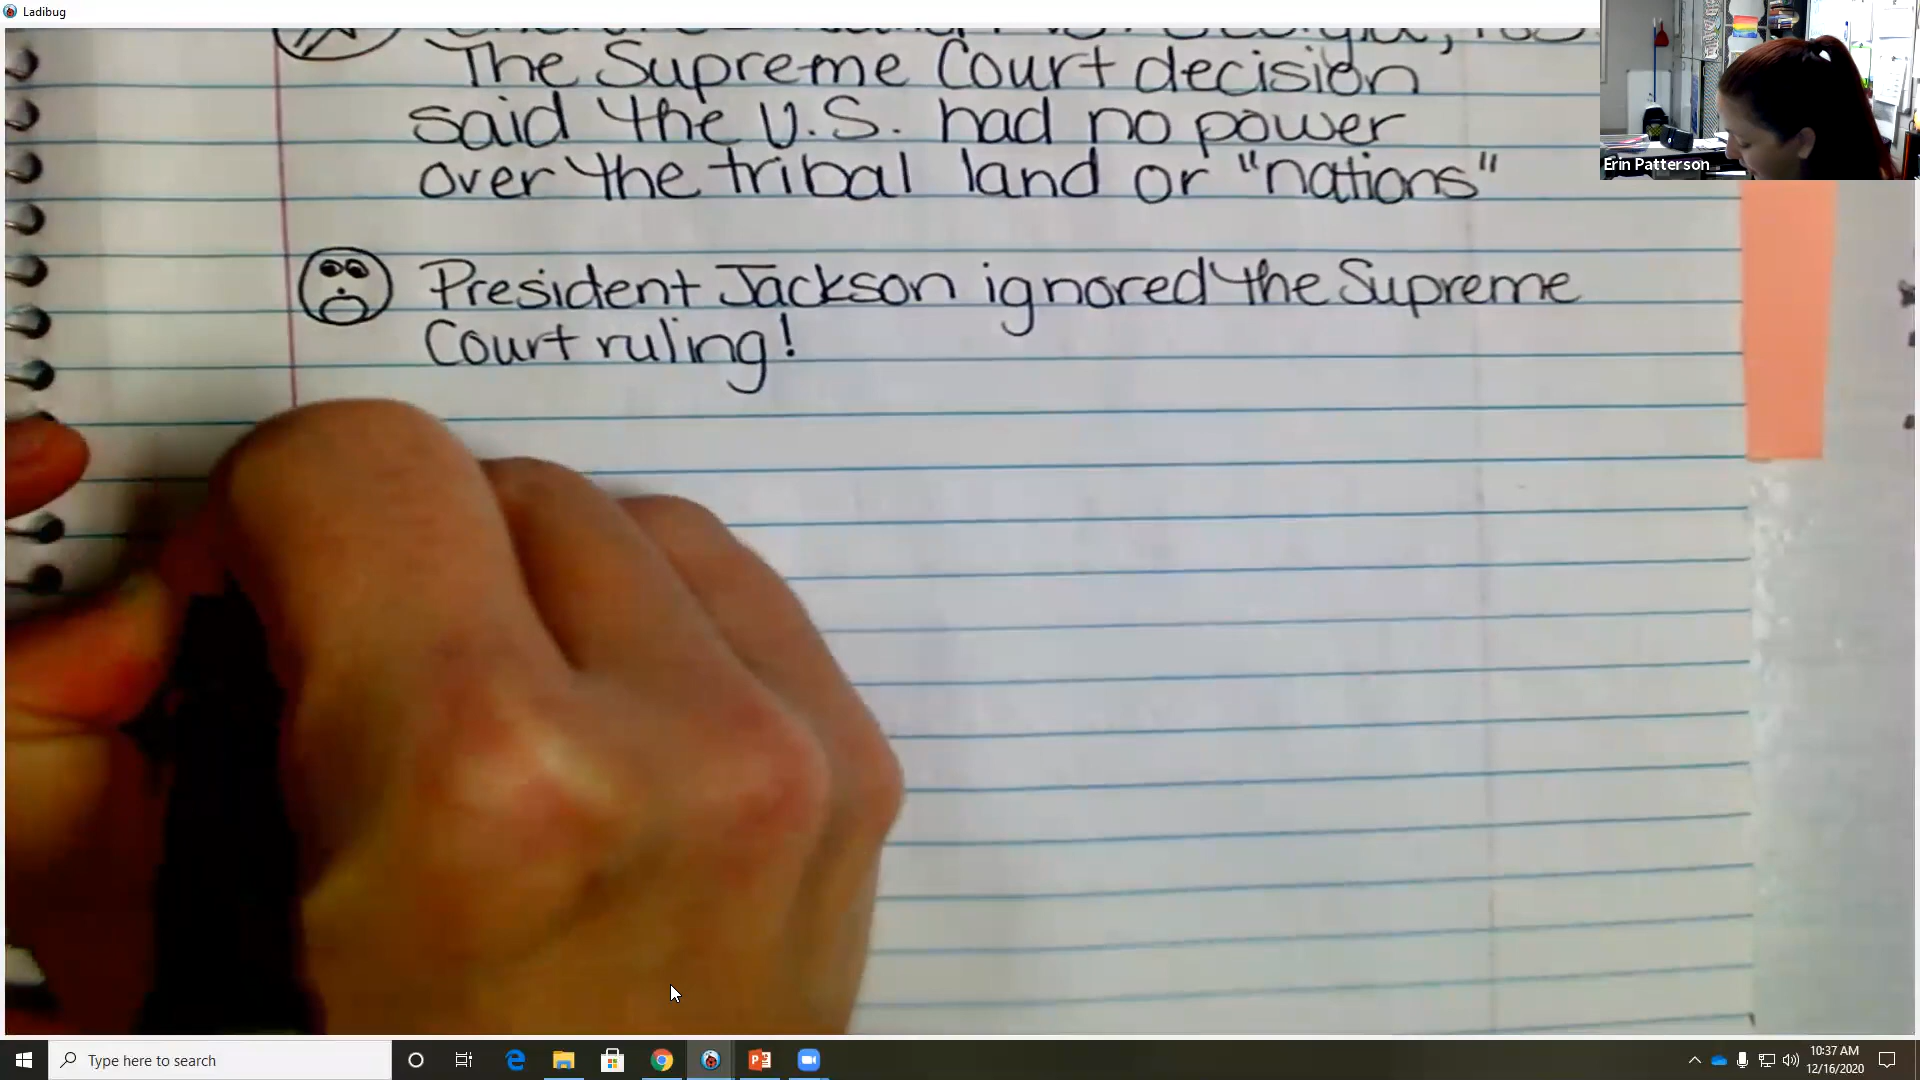 Ladibug
The Supreme Court decision
said the U.S. had no power
over the tribal land or "nations"
Erin Patterson
President Jackson ignored the Supreme
Court ruling!
Type here to search
10:37 AM
12/16/2020